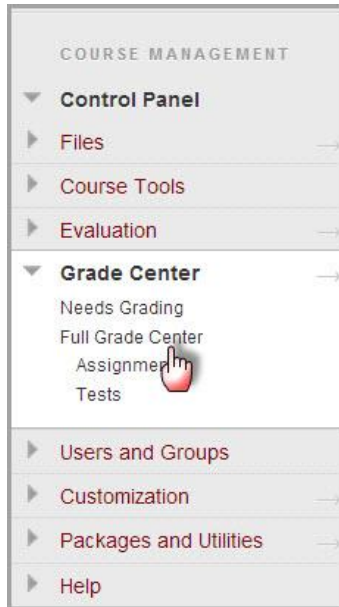 COURSE MANAGEMENT
Control Panel
Files
Course Tools
Evaluation
Grade Center
Needs Grading
Full Grade Center
Tests
Users and Groups
Customization
Packages and Utilities
Help